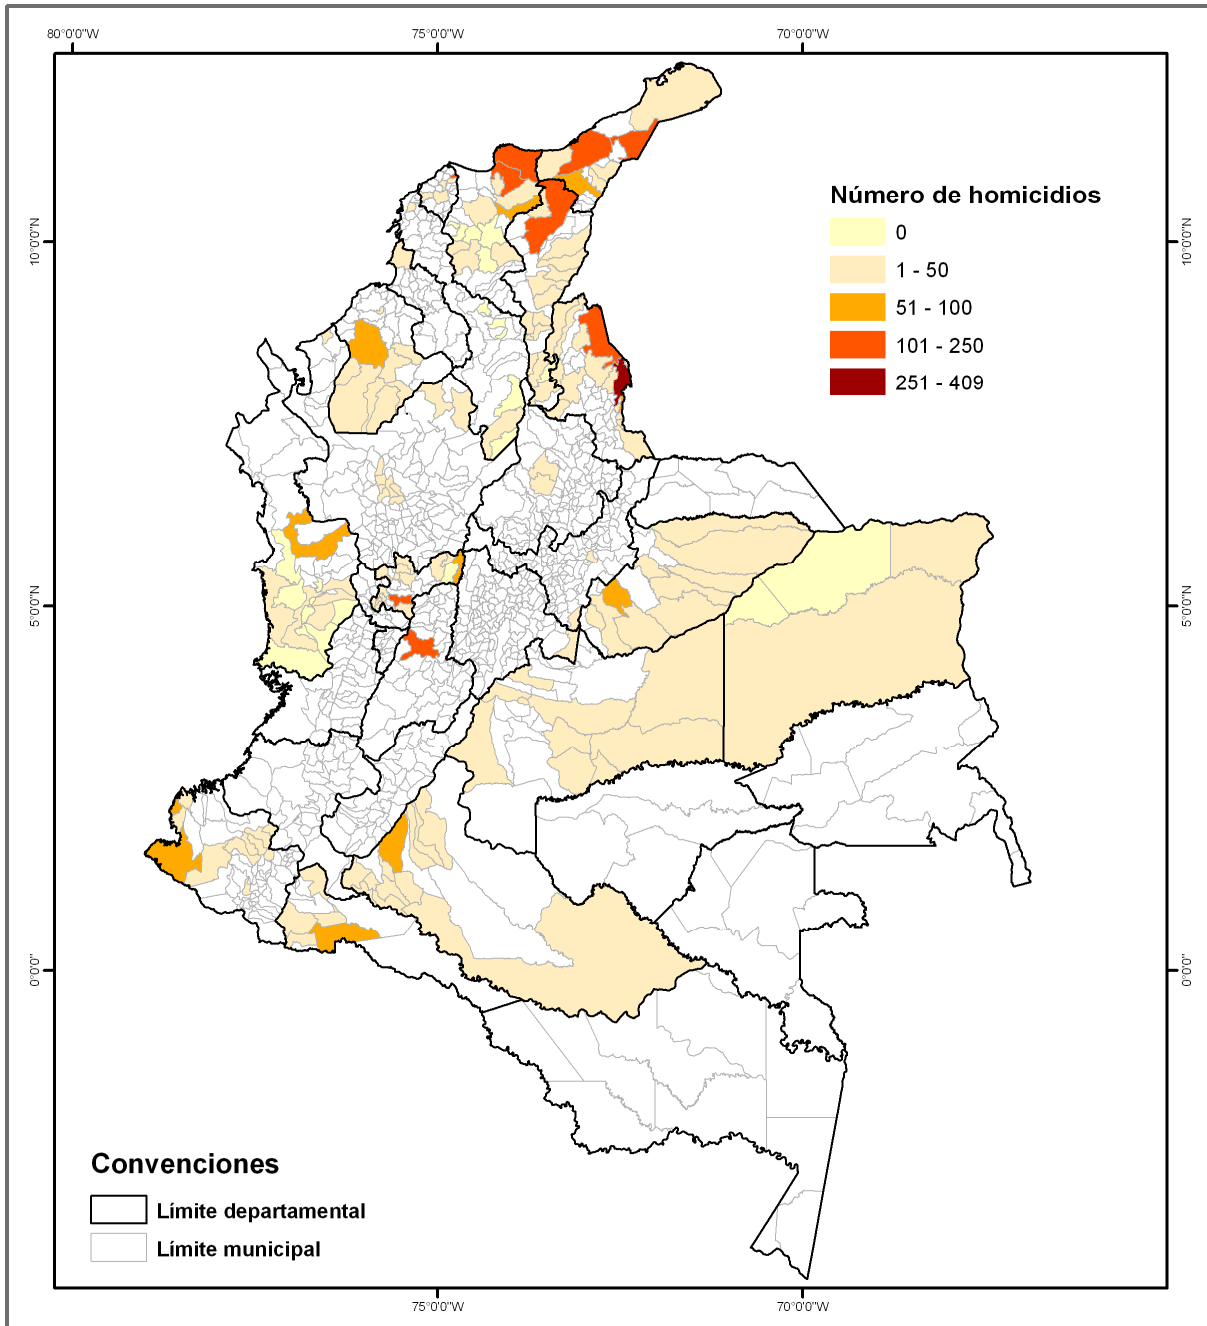 80°0'0"W 75°0'0"W 70°0'0"W
Número de homicidios
0
1 - 50
51 - 100
101 - 250
251 - 409
10°0'0"N 10°0'0"N
5°0'0"N 5°0'0"N
0°0'0" 0°0'0"
Convenciones
Límite departamental
Límite municipal
75°0'0"W 70°0'0"W